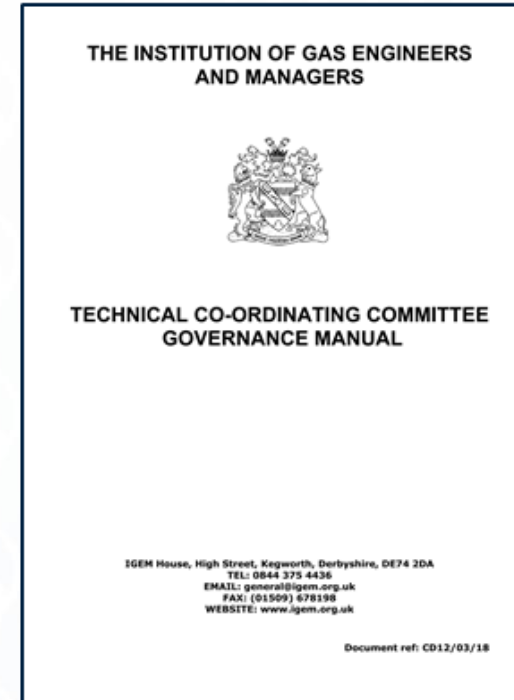 THE INSTITUTION OF GAS ENGINEERS
AND MANAGERS
TECHNICAL CO-ORDINATING COMMITTEE
GOVERNANCE MANUAL
IGEM House, High Street, Kegworth, Derbyshire, DE74 2DA
TEL: 0844 375 4436
EMAIL: general@igem.org.uk
FAX: (01509) 678198
WEBSITE: www.igem.org.uk
Document ref: CD12/03/18